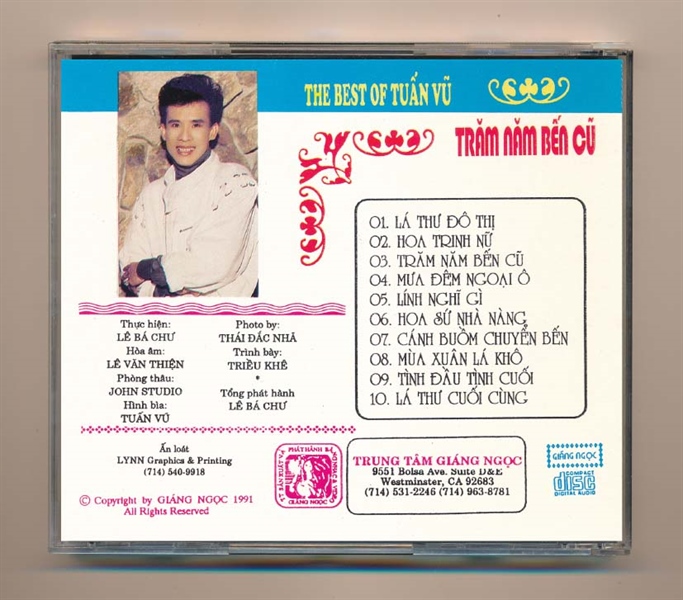 THE BEST OF TUẤN VŨ
TRĂM NĂM BẾN CŨ
01. LÁ THƯ ĐÔ THỊ
02. HOA TRINH NỮ
03. TRĂM NĂM BẾN CŨ
04. MƯA ĐÊM NGOẠI Ô
05. LÍNH NGHĨ GÌ
06. HOA SỨ NHÀ NÀNG
07. CÁNH BUỒM CHUYỂN BẾN
08. MÙA XUÂN LÁ KHÔ
09. TÌNH ĐẦU TÌNH CUỐI
10. LÁ THƯ CUỐI CÙNG
Thực hiện:
LÊ BÁ CHƯ
Hòa âm:
LÊ VĂN THIỆN
Phòng thâu:
JOHN STUDIO
Hình bìa:
TUẤN VŨ
Photo by:
THÁI ĐẮC NHÃ
Trình bày:
TRIỀU KHÊ
*
Tổng phát hành
LÊ BÁ CHƯ
Ấn loát
LYNN Graphics & Printing
(714) 540-9918
© Copyright by GIÁNG NGỌC 1991
All Rights Reserved
GIÁNG NGỌC
TRUNG TÂM GIÁNG NGỌC
9551 Bolsa Ave. Suite D&E
Westminster, CA 92683
(714) 531-2246 (714) 963-8781
GIÁNG NGỌC
COMPACT
disc
DIGITAL AUDIO